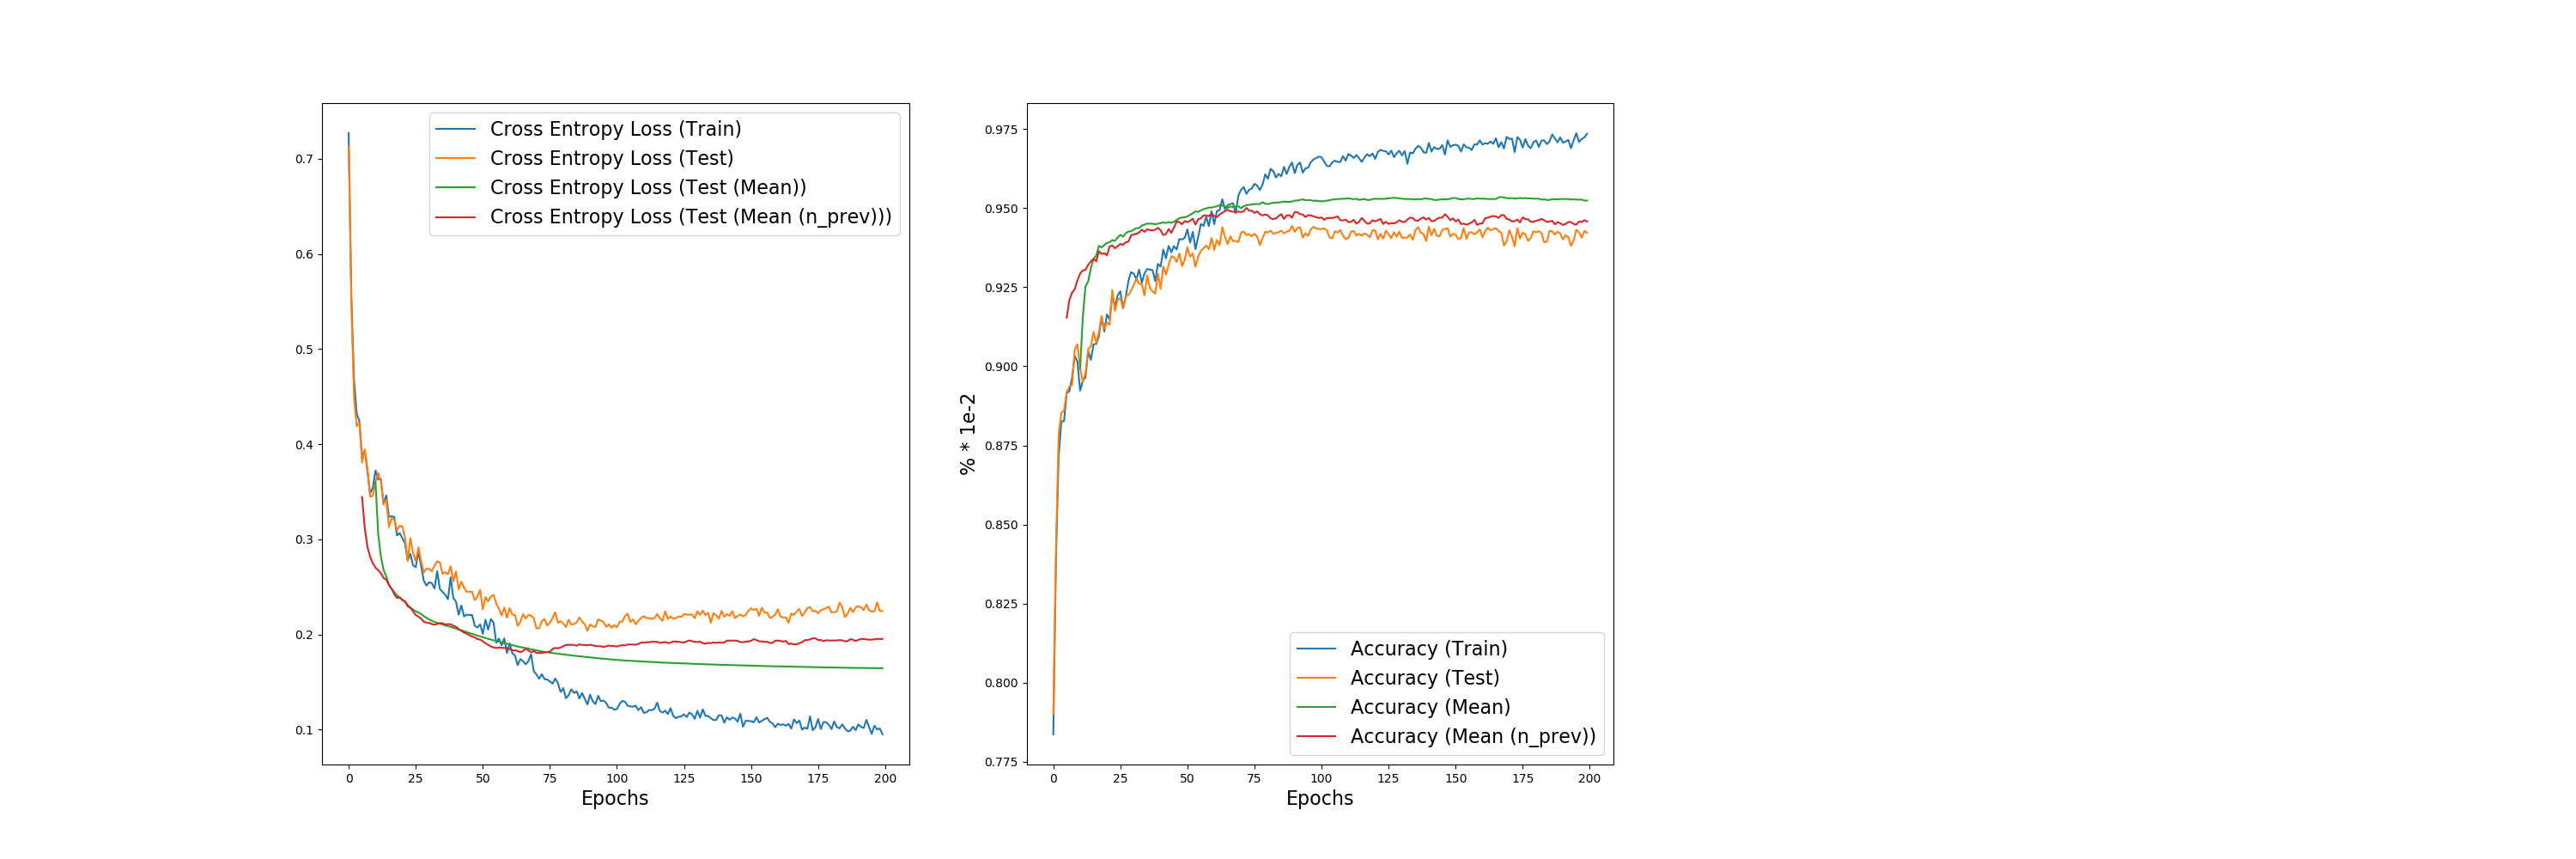 Cross Entropy Loss (Train)
Cross Entropy Loss (Test)
Cross Entropy Loss (Test (Mean))
Cross Entropy Loss (Test (Mean (n_prev)))
0.7
0.6
0.5
0.4
0.3
0.2
0.1
0 25 50 75 100 125 150 175 200
Epochs
% * 1e-2
0.975
0.950
0.925
0.900
0.875
0.850
0.825
0.800
0.775
Accuracy (Train)
Accuracy (Test)
Accuracy (Mean)
Accuracy (Mean (n_prev))
0 25 50 75 100 125 150 175 200
Epochs